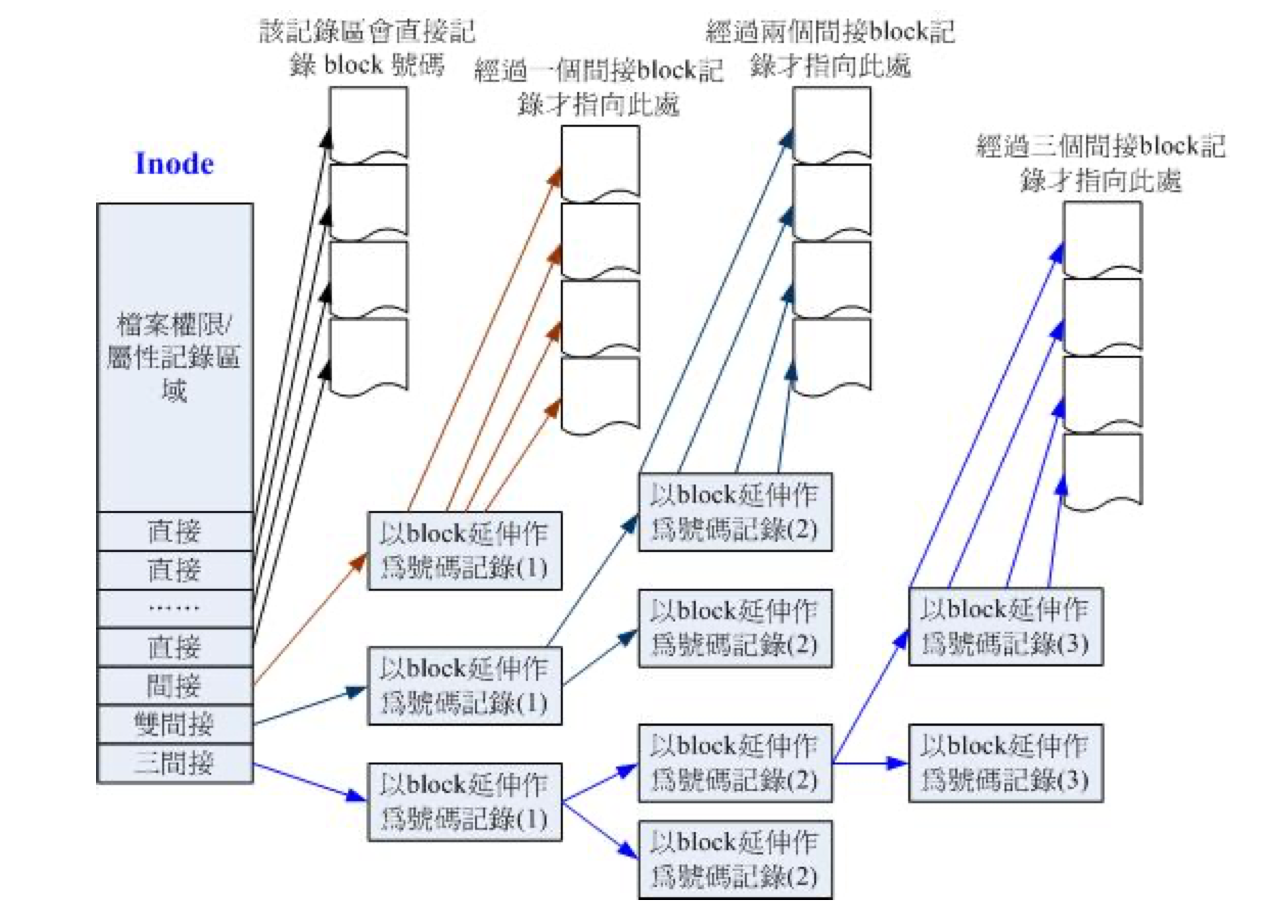 該記錄區會直接記
錄 block 號碼
經過一個間接block記
錄才指向此處
經過兩個間接block記
錄才指向此處
經過三個間接block記
錄才指向此處
Inode
檔案權限/
屬性記錄區
域
直接
直接
……
直接
間接
雙間接
三間接
以block延伸作
爲號碼記錄(1)
以block延伸作
爲號碼記錄(1)
以block延伸作
爲號碼記錄(1)
以block延伸作
爲號碼記錄(2)
以block延伸作
爲號碼記錄(2)
以block延伸作
爲號碼記錄(2)
以block延伸作
爲號碼記錄(2)
以block延伸作
爲號碼記錄(3)
以block延伸作
爲號碼記錄(3)